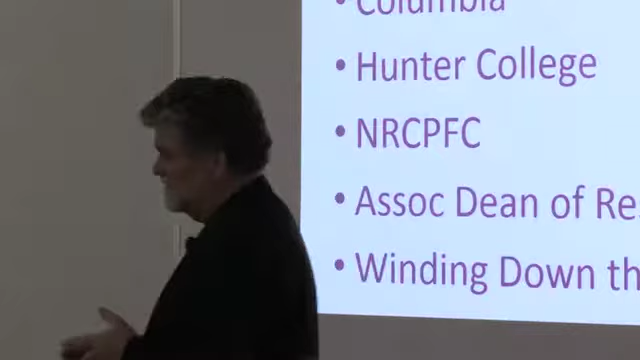 • Columbia
• Hunter College
• NRCPFC
• Assoc Dean of Re
• Winding Down th